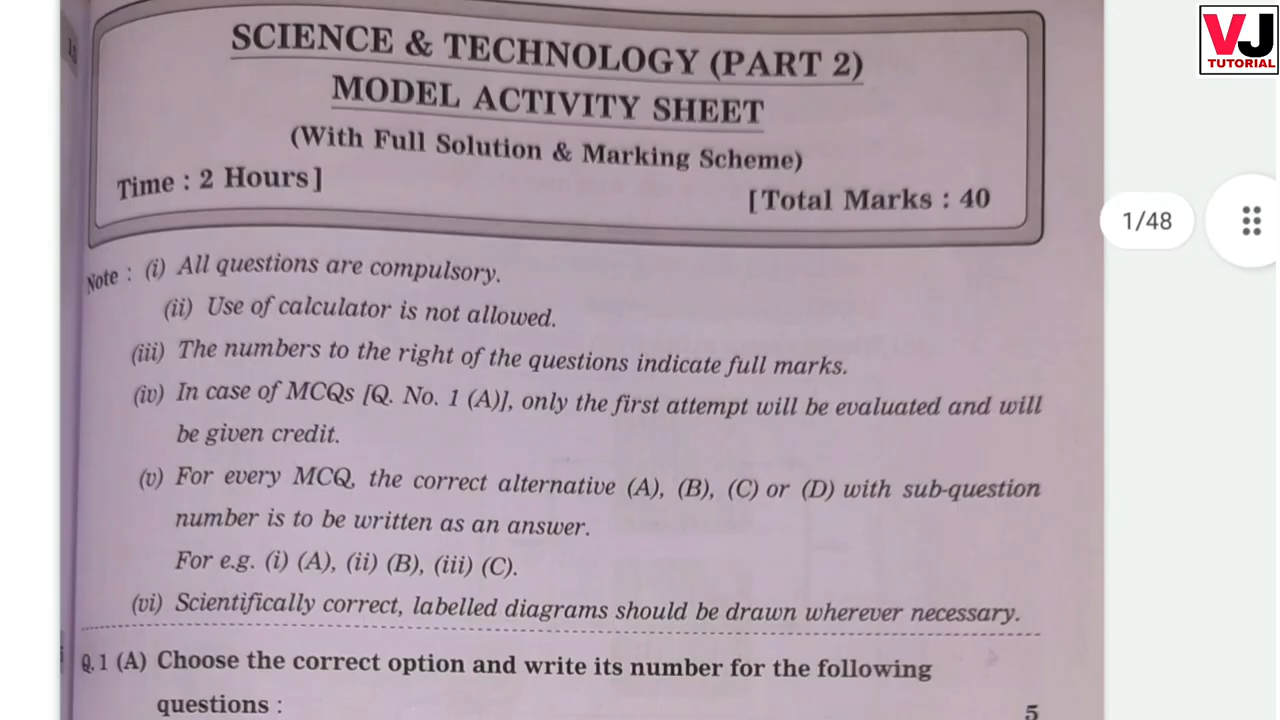 VJ
TUTORIAL
SCIENCE & TECHNOLOGY (PART 2)
MODEL ACTIVITY SHEET
(With Full Solution & Marking Scheme)
Time : 2 Hours]
[Total Marks : 40
1/48
Note : (i) All questions are compulsory.
(ii) Use of calculator is not allowed.
(iii) The numbers to the right of the questions indicate full marks.
(iv) In case of MCQs [Q. No. 1 (A)], only the first attempt will be evaluated and will
be given credit.
(v) For every MCQ, the correct alternative (A), (B), (C) or (D) with sub-question
number is to be written as an answer.
For e.g. (i) (A), (ii) (B), (iii) (C).
(vi) Scientifically correct, labelled diagrams should be drawn wherever necessary.
Q.1 (A) Choose the correct option and write its number for the following
questions :
5